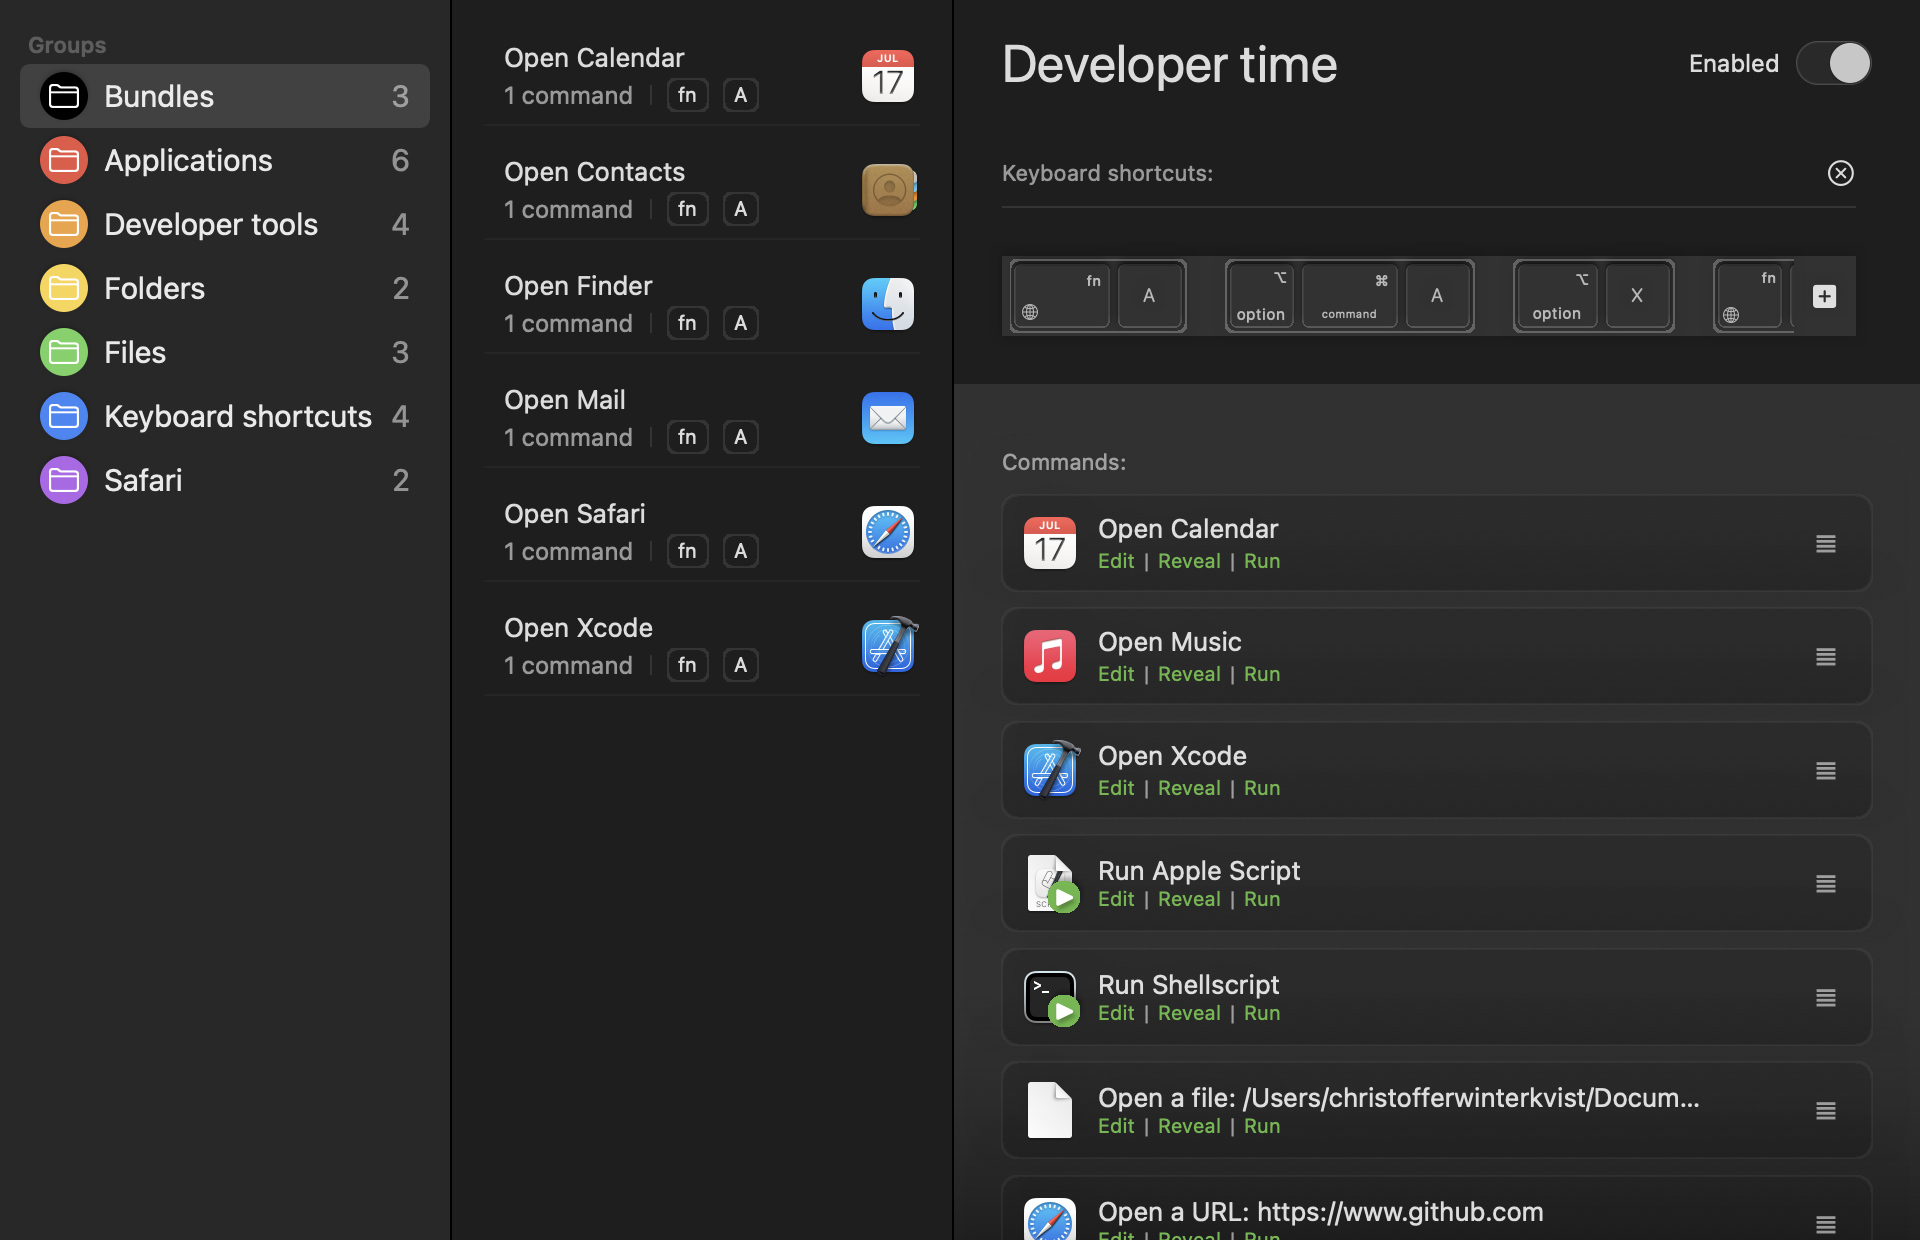 Groups
Bundles 3
Applications 6
Developer tools 4
Folders 2
Files 3
Keyboard shortcuts 4
Safari 2
Open Calendar
1 command | fn A
JUL
17
Open Contacts
1 command | fn A
Open Finder
1 command | fn A
Open Mail
1 command | fn A
Open Safari
1 command | fn A
Open Xcode
1 command | fn A
Developer time
Enabled
Keyboard shortcuts:
fn A
⌥ option ⌘ command A
⌥ option X
fn
Commands:
JUL
17
Open Calendar
Edit | Reveal | Run
Open Music
Edit | Reveal | Run
Open Xcode
Edit | Reveal | Run
Run Apple Script
Edit | Reveal | Run
>_
Run Shellscript
Edit | Reveal | Run
Open a file: /Users/christofferwinterkvist/Docum...
Edit | Reveal | Run
Open a URL: https://www.github.com
Edit | Reveal | Run